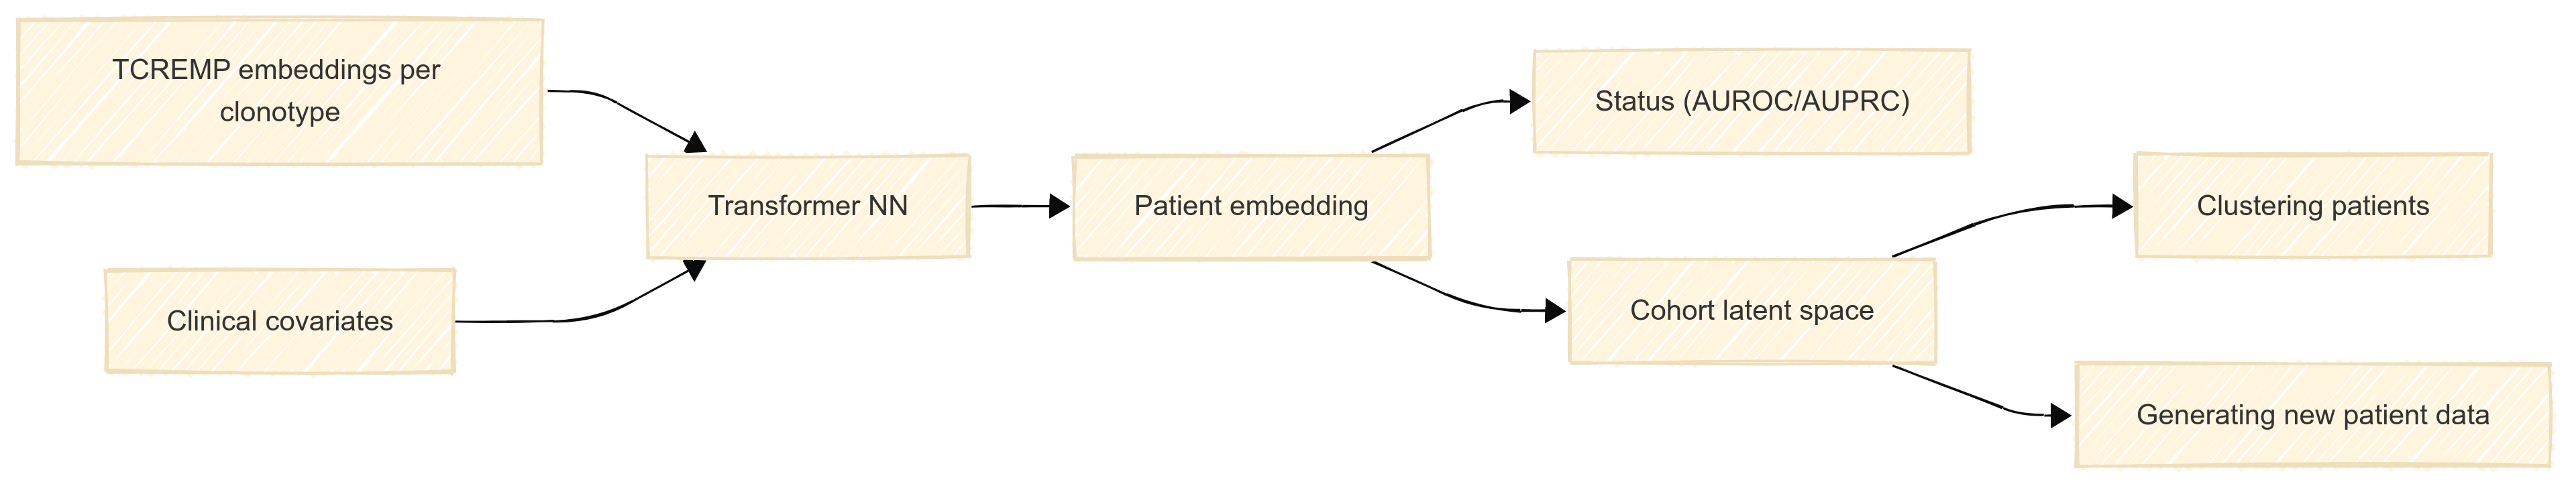 TCREMP embeddings per
clonotype
Clinical covariates
Transformer NN
Patient embedding
Status (AUROC/AUPRC)
Cohort latent space
Clustering patients
Generating new patient data